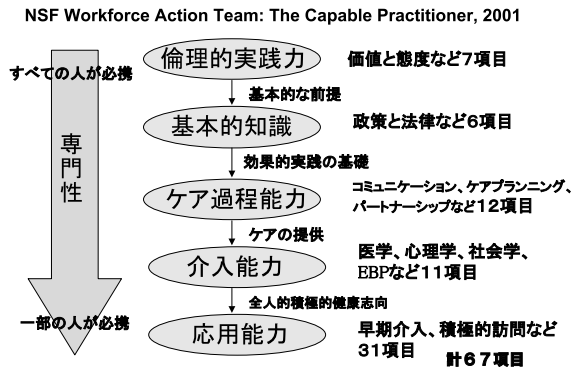 NSF Workforce Action Team: The Capable Practitioner, 2001
すべての人が必携
専門性
一部の人が必携
倫理的実践力
価値と態度など7項目
基本的な前提
基本的知識
政策と法律など6項目
効果的実践の基礎
ケア過程能力
コミュニケーション、ケアプランニング、
パートナーシップなど12項目
ケアの提供
介入能力
医学、心理学、社会学、
EBPなど11項目
全人的積極的健康志向
応用能力
早期介入、積極的訪問など
31項目
計67項目